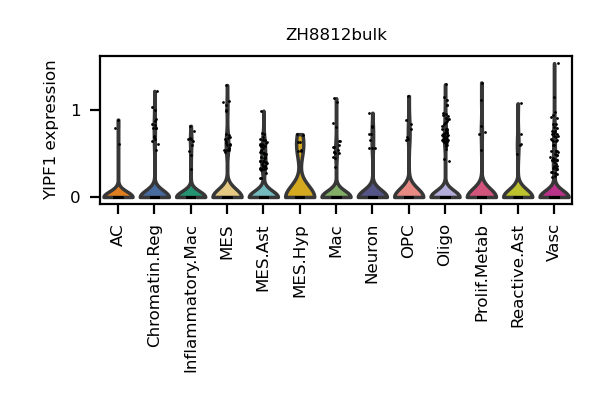 ZH8812bulk
YIPF1 expression
1
0
AC
Chromatin.Reg
Inflammatory.Mac
MES
MES.Ast
MES.Hyp
Mac
Neuron
OPC
Oligo
Prolif.Metab
Reactive.Ast
Vasc